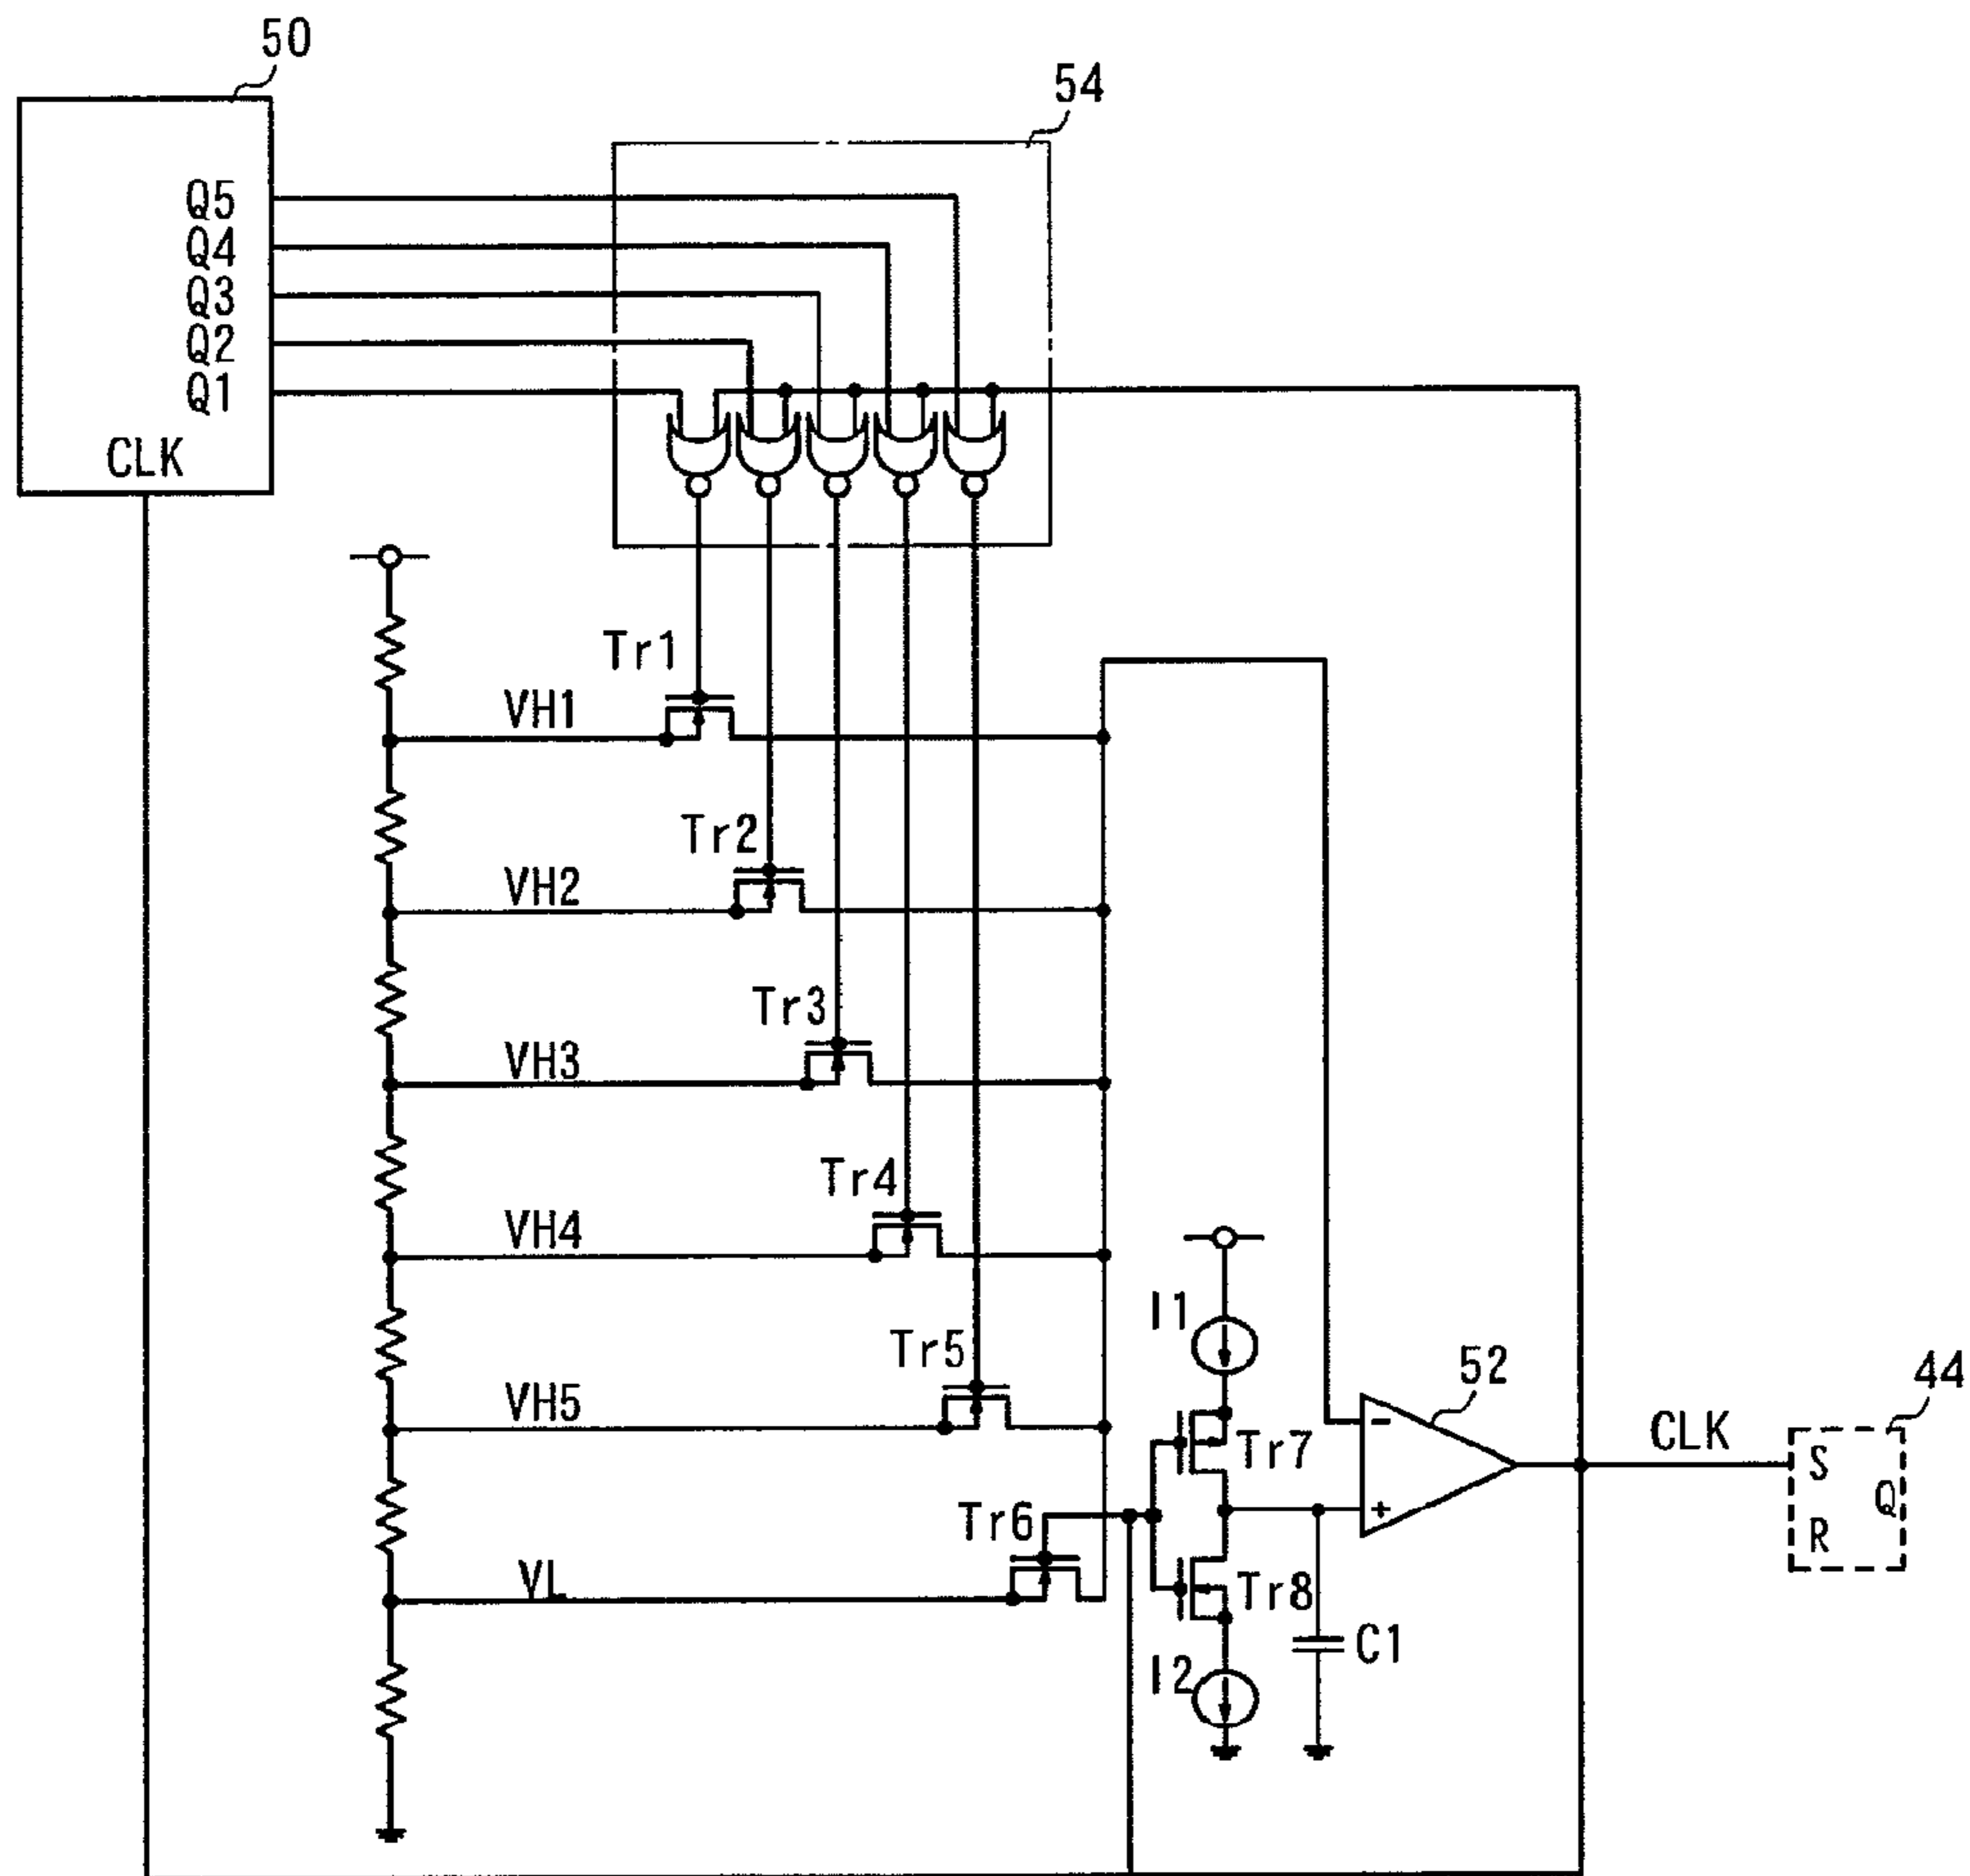 50
54
Q5
Q4
Q3
Q2
Q1
CLK
Tr1
VH1
Tr2
VH2
Tr3
VH3
Tr4
VH4
I1
Tr5
52
44
VH5
Tr7
CLK
S
Q
R
Tr6
VL
Tr8
C1
I2
-
+